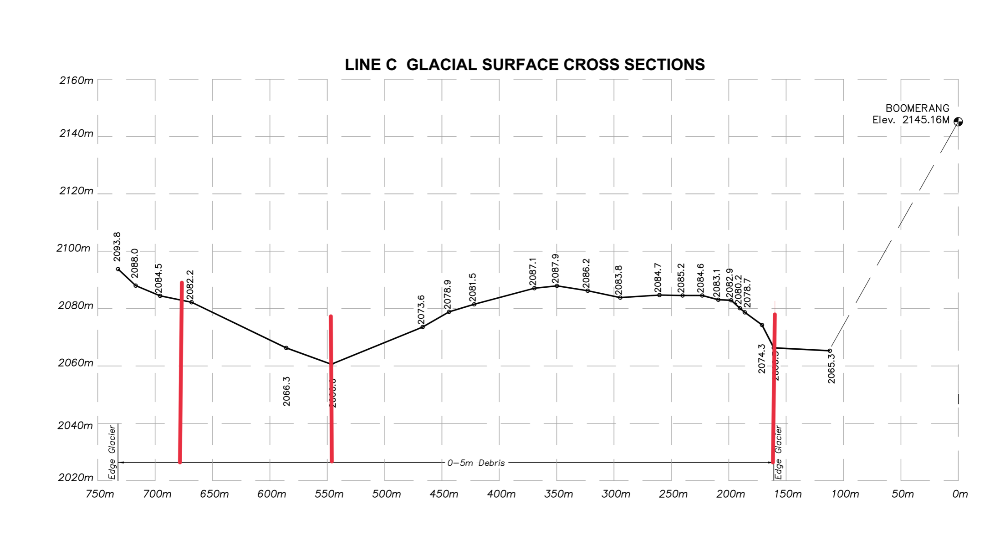 LINE C GLACIAL SURFACE CROSS SECTIONS
2160m
BOOMERANG
Elev. 2145.16M
2140m
2120m
2100m
2080m
2060m
2040m
2020m
2093.8
2088.0
2084.5
2082.2
2066.3
2073.6
2078.9
2081.5
2087.1
2087.9
2086.2
2083.8
2084.7
2085.2
2084.6
2083.1
2082.9
2080.2
2078.7
2074.3
2065.3
Edge Glacier
0-5m Debris
Edge Glacier
750m 700m 650m 600m 550m 500m 450m 400m 350m 300m 250m 200m 150m 100m 50m 0m